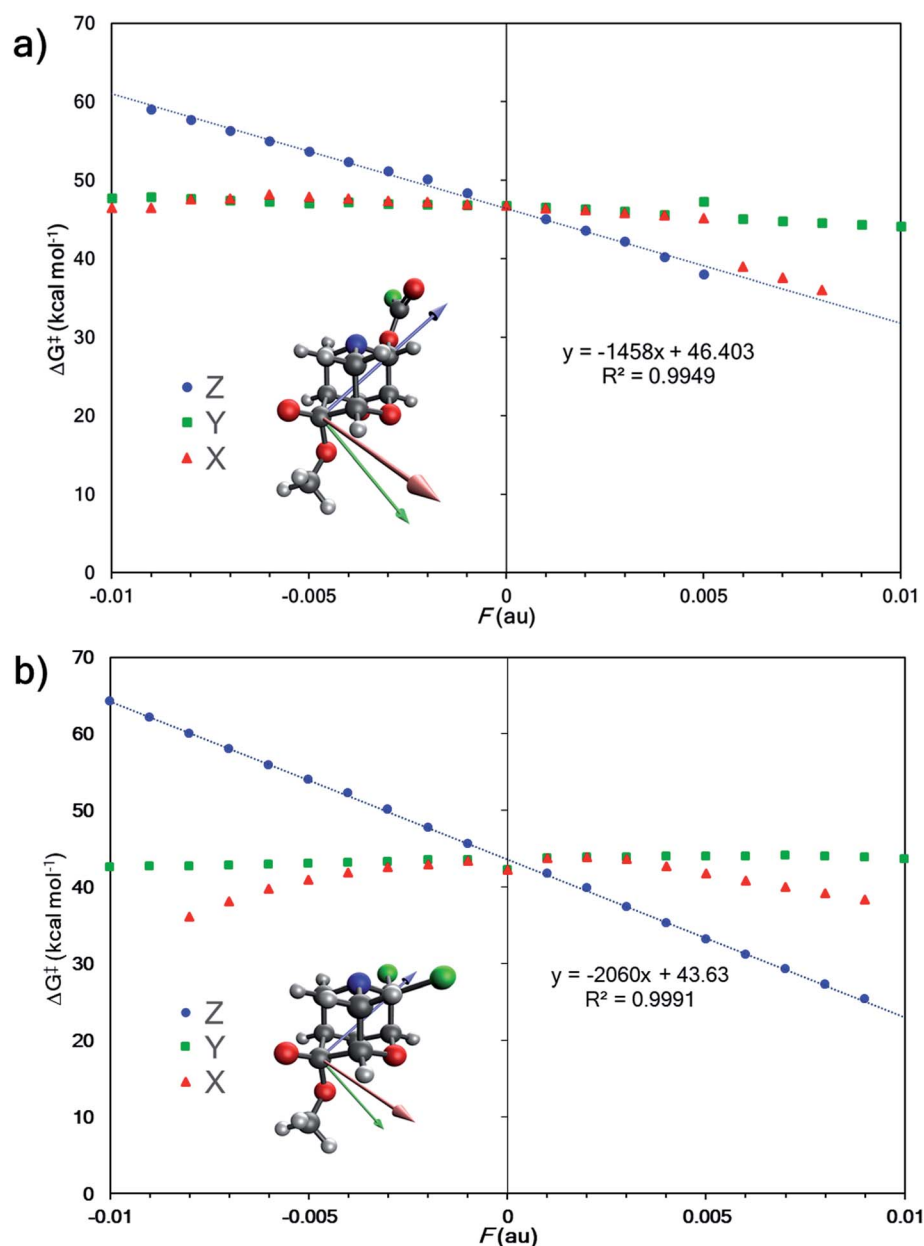 a)
70
60
50
40
30
20
10
0
ΔG‡ (kcal mol⁻¹)
Z
Y
X
y = -1458x + 46.403
R² = 0.9949
-0.01
-0.005
0
0.005
0.01
F (au)
b)
70
60
50
40
30
20
10
0
ΔG‡ (kcal mol⁻¹)
Z
Y
X
y = -2060x + 43.63
R² = 0.9991
-0.01
-0.005
0
0.005
0.01
F (au)